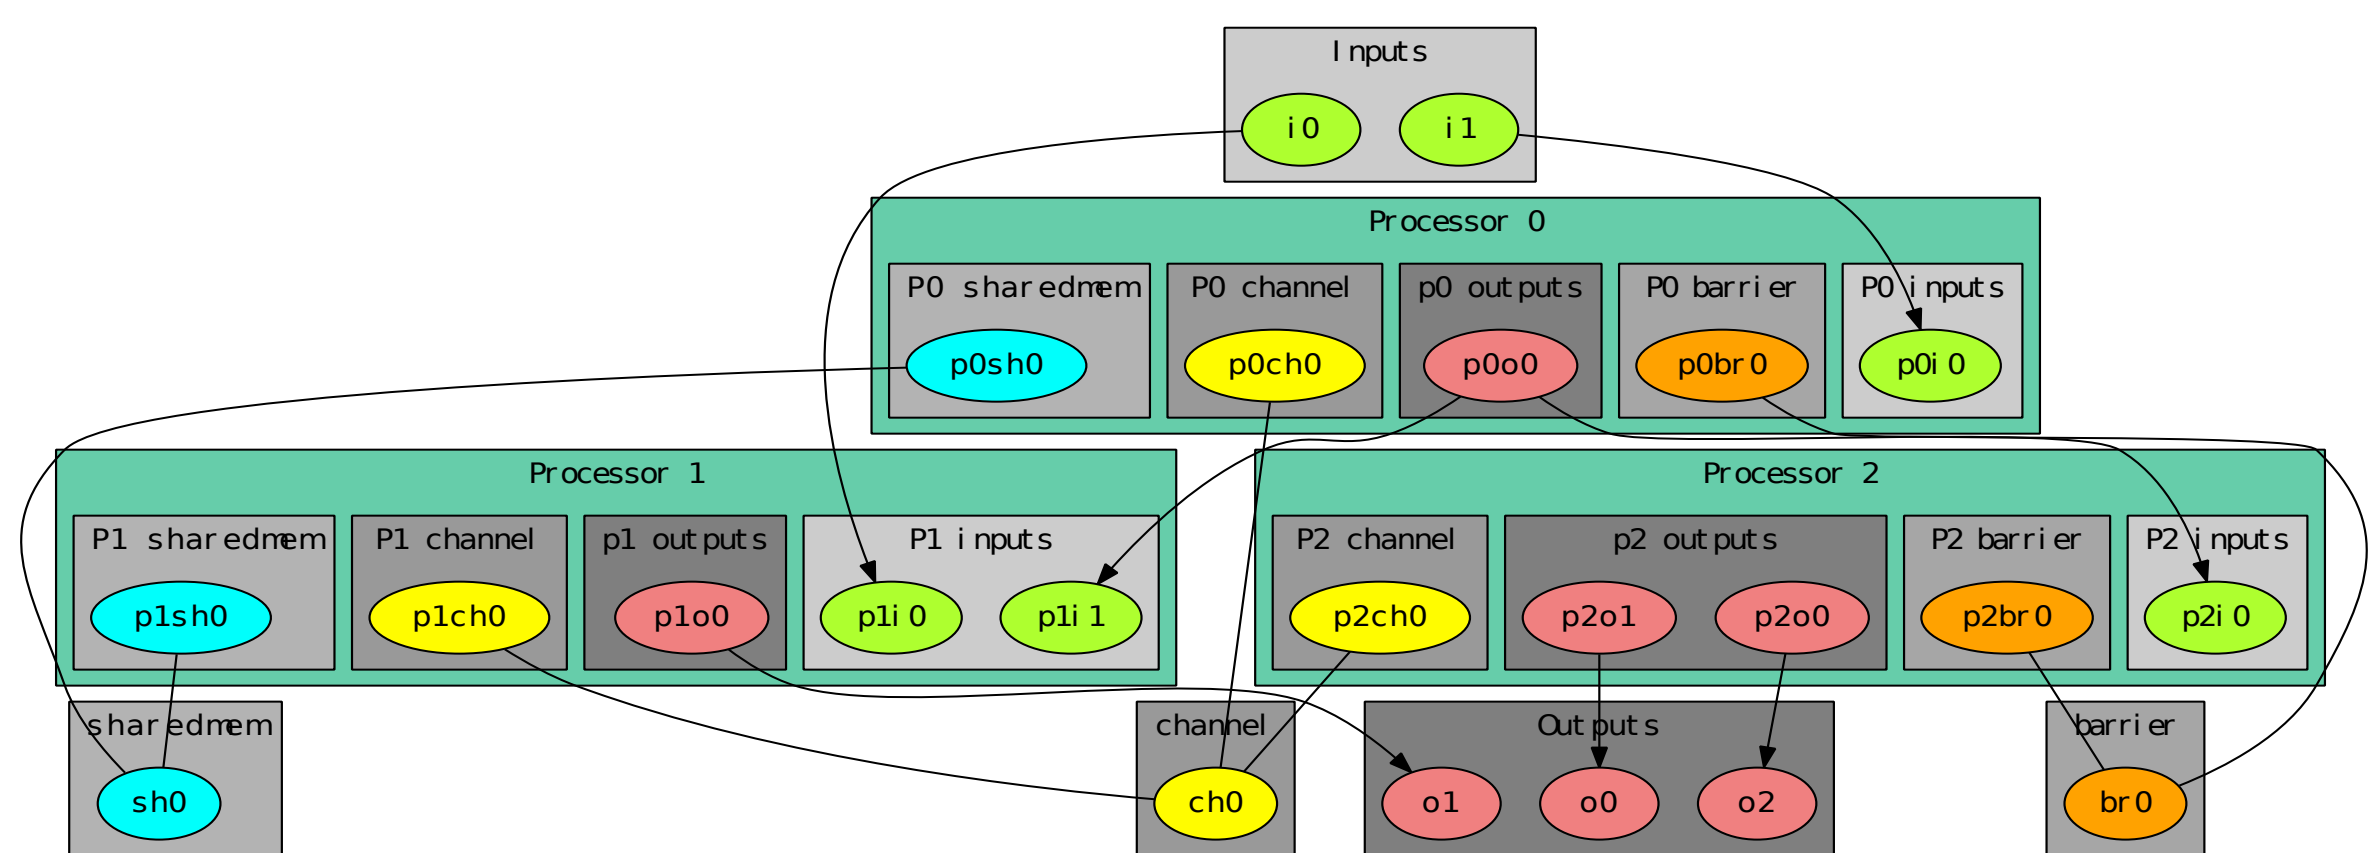 Inputs
i0 i1
Processor 0
P0 sharedmem P0 channel p0 outputs P0 barrier P0 inputs
p0sh0 p0ch0 p0o0 p0br0 p0i0
Processor 1 Processor 2
P1 sharedmem P1 channel p1 outputs P1 inputs P2 channel p2 outputs P2 barrier P2 inputs
p1sh0 p1ch0 p1o0 p1i0 p1i1 p2ch0 p2o1 p2o0 p2br0 p2i0
sharedmem channel Outputs barrier
sh0 ch0 o1 o0 o2 br0